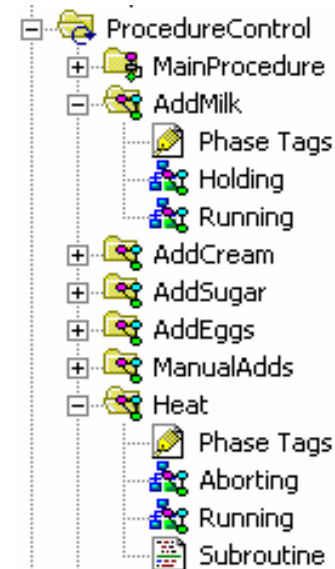 ProcedureControl
MainProcedure
AddMilk
Phase Tags
Holding
Running
AddCream
AddSugar
AddEggs
ManualAdds
Heat
Phase Tags
Aborting
Running
Subroutine